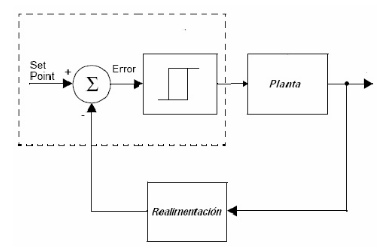 Set
Point
+
Σ
Error
-
Planta
Realimentación